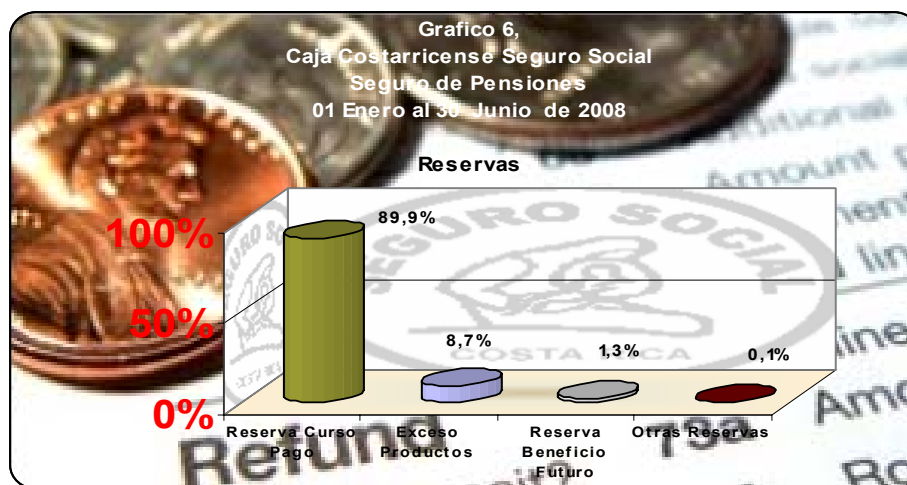 Grafico 6,
Caja Costarricense Seguro Social
Seguro de Pensiones
01 Enero al 30 Junio de 2008
Reservas
100%
50%
0%
89,9%
8,7%
1,3%
0,1%
SEGURO SOCIAL
COSTA RICA
Reserva Curso
Pago
Exceso
Productos
Reserva
Beneficio
Futuro
Otras Reservas
Amount
Refund
73a